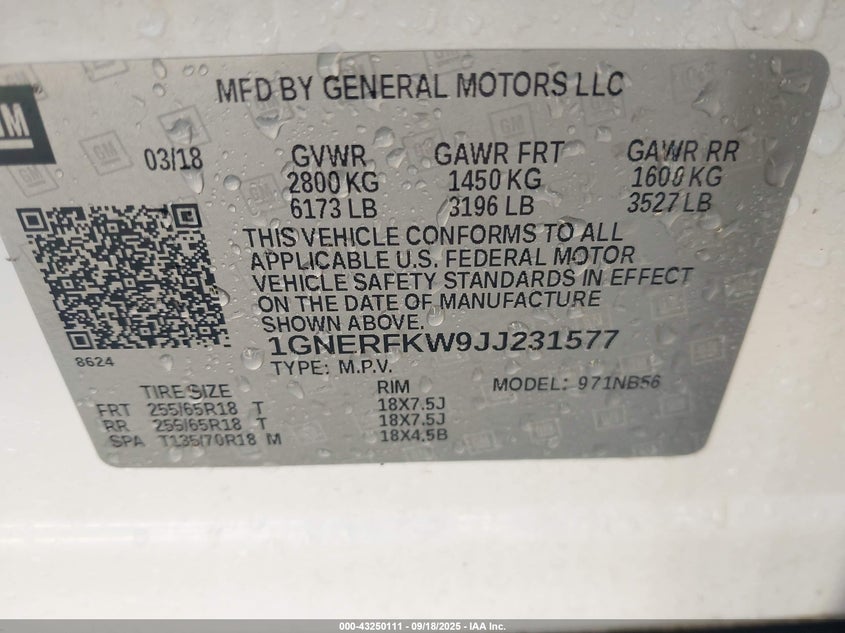 MFD BY GENERAL MOTORS LLC
GM
03/18
GVWR GAWR FRT GAWR RR
2800 KG 1450 KG 1600 KG
6173 LB 3196 LB 3527 LB
THIS VEHICLE CONFORMS TO ALL
APPLICABLE U.S. FEDERAL MOTOR
VEHICLE SAFETY STANDARDS IN EFFECT
ON THE DATE OF MANUFACTURE
SHOWN ABOVE.
1GNERFKW9JJ231577
8624
TYPE: M.P.V. MODEL: 971NB56
TIRE SIZE RIM
FRT 255/65R18 T 18X7.5J
RR 255/65R18 T 18X7.5J
SPA T135/70R18 M 18X4.5B
000-43250111 - 09/18/2025 - IAA Inc.